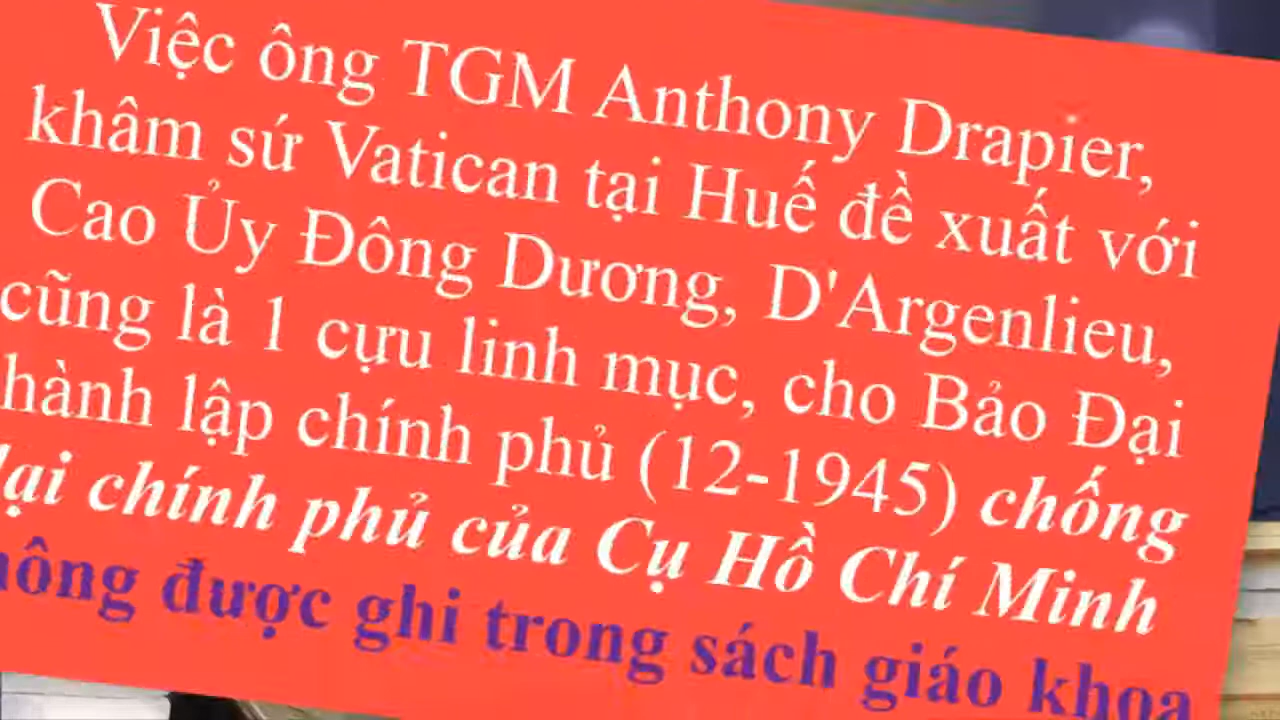 Việc ông TGM Anthony Drapier,
khâm sứ Vatican tại Huế đề xuất với
Cao Ủy Đông Dương, D'Argenlieu,
cũng là 1 cựu linh mục, cho Bảo Đại
hành lập chính phủ (12-1945) chống
lại chính phủ của Cụ Hồ Chí Minh
hông được ghi trong sách giáo khoa